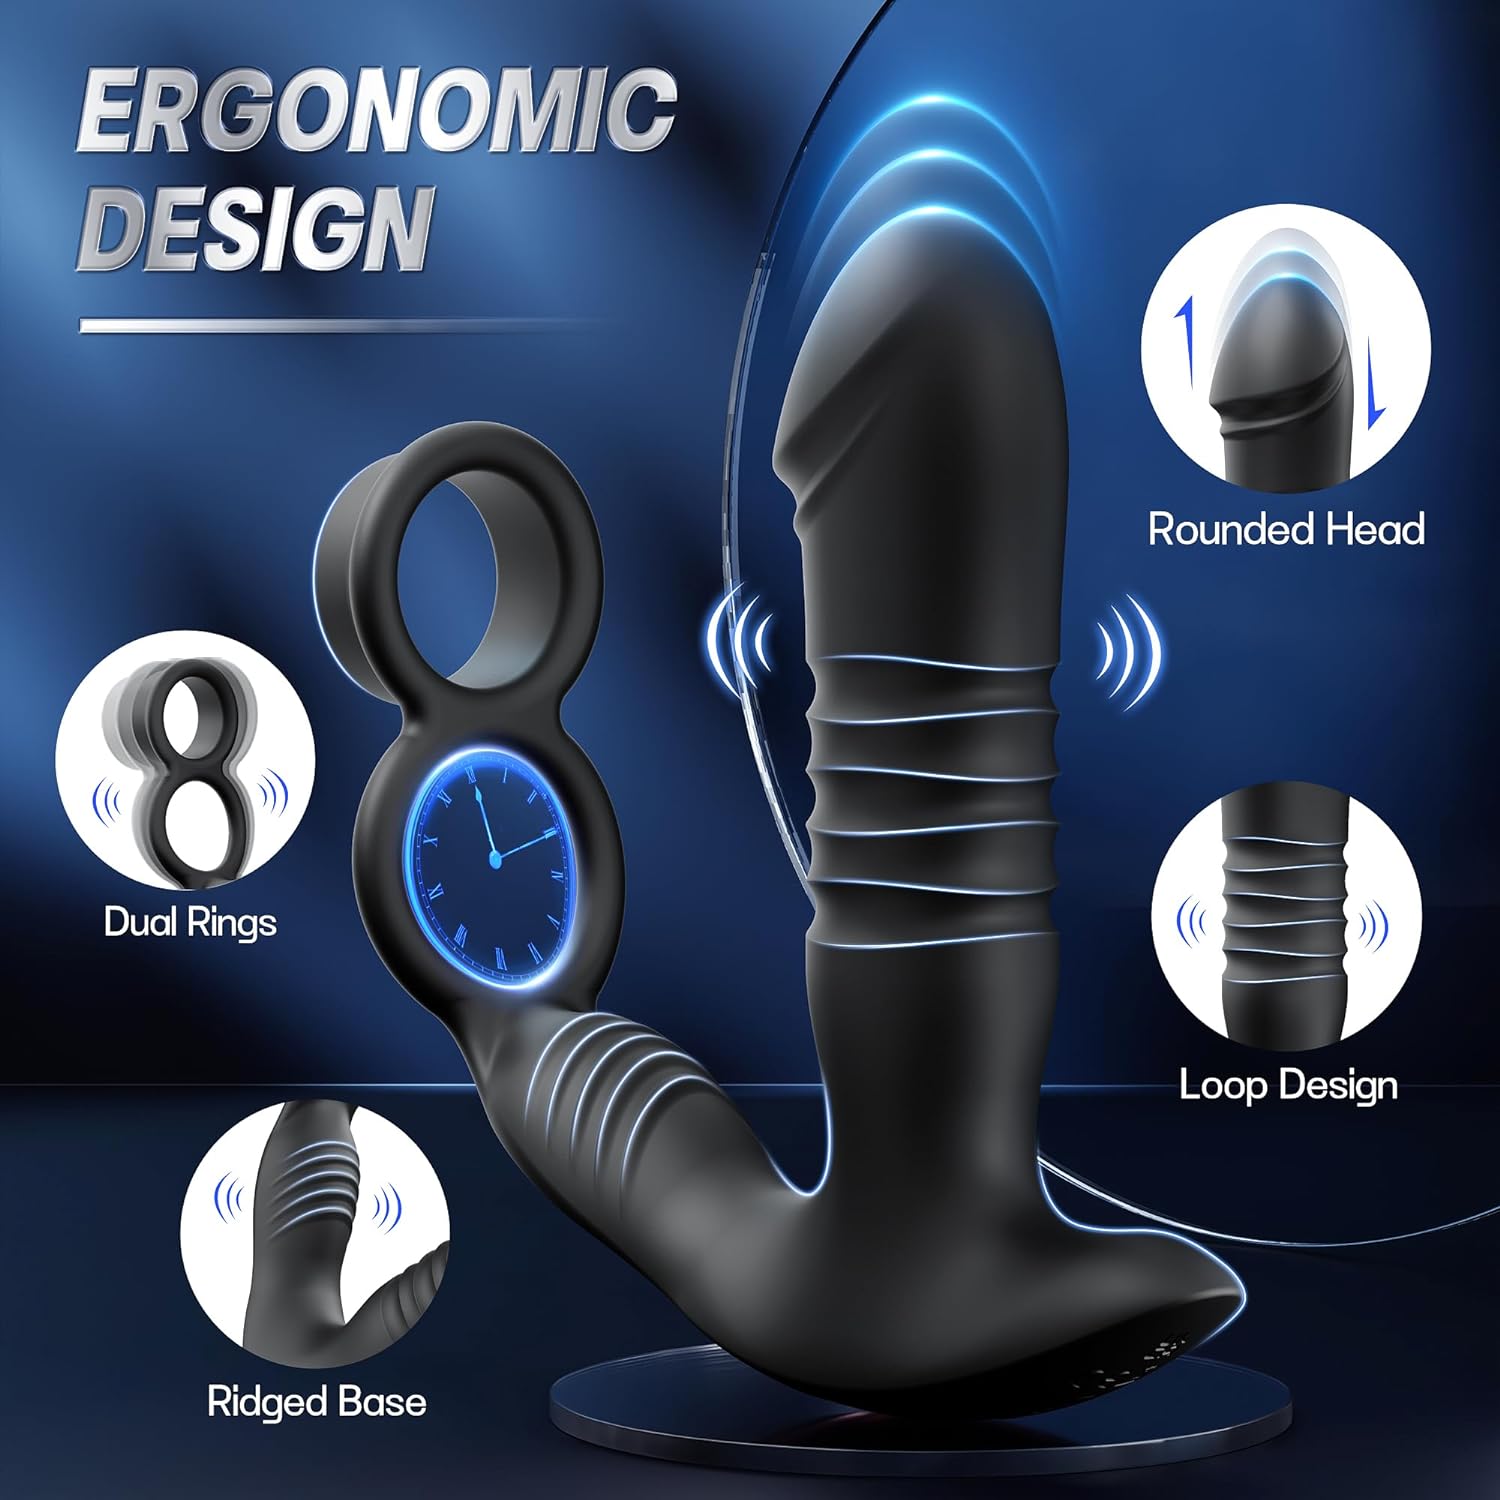 ERGONOMIC
DESIGN
Rounded Head
Dual Rings
Loop Design
Ridged Base